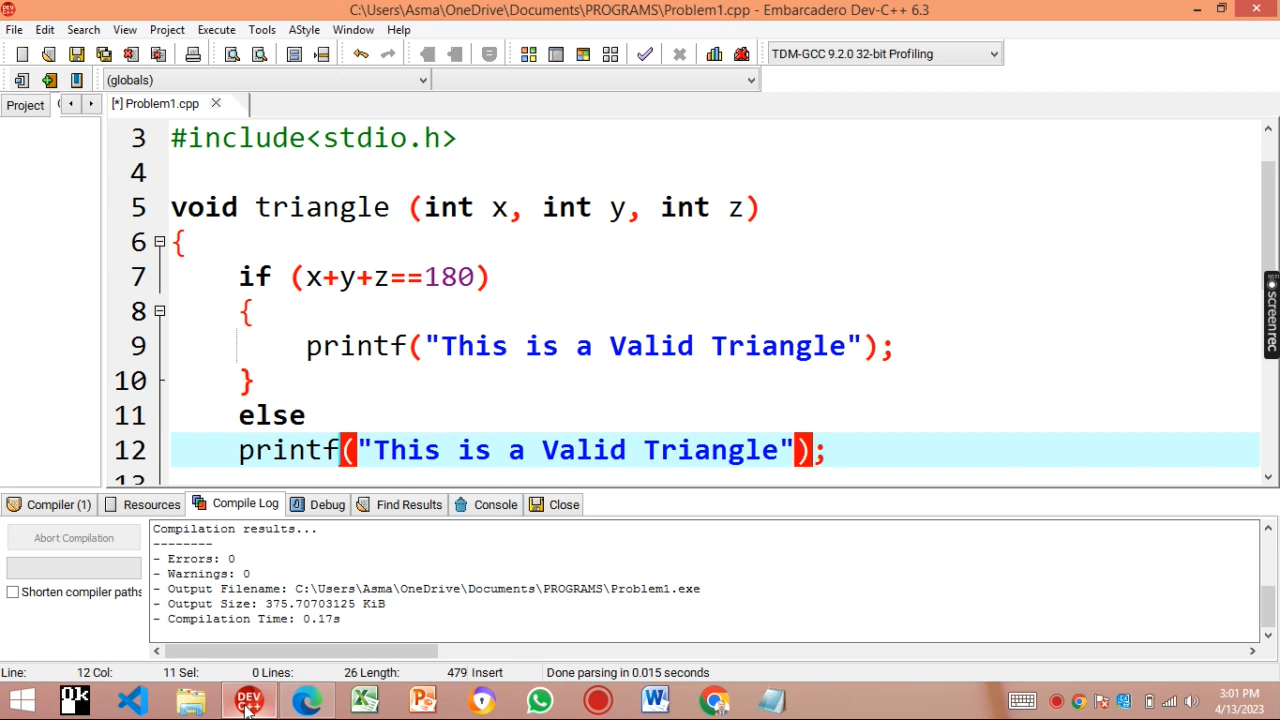 C:\Users\Asma\OneDrive\Documents\PROGRAMS\Problem1.cpp - Embarcadero Dev-C++ 6.3
File Edit Search View Project Execute Tools AStyle Window Help
TDM-GCC 9.2.0 32-bit Profiling
(globals)
Project [*] Problem1.cpp
3 #include<stdio.h>
4
5 void triangle (int x, int y, int z)
6 {
7 if (x+y+z==180)
8 {
9 printf("This is a Valid Triangle");
10 }
11 else
12 printf("This is a Valid Triangle");
13
Compiler (1) Resources Compile Log Debug Find Results Console Close
Abort Compilation
Shorten compiler paths
Compilation results...
--------
- Errors: 0
- Warnings: 0
- Output Filename: C:\Users\Asma\OneDrive\Documents\PROGRAMS\Problem1.exe
- Output Size: 375.70703125 KiB
- Compilation Time: 0.17s
Line: 12 Col: 11 Sel: 0 Lines: 26 Length: 479 Insert Done parsing in 0.015 seconds
screenrec
Ok DEV C++
3:01 PM
4/13/2023